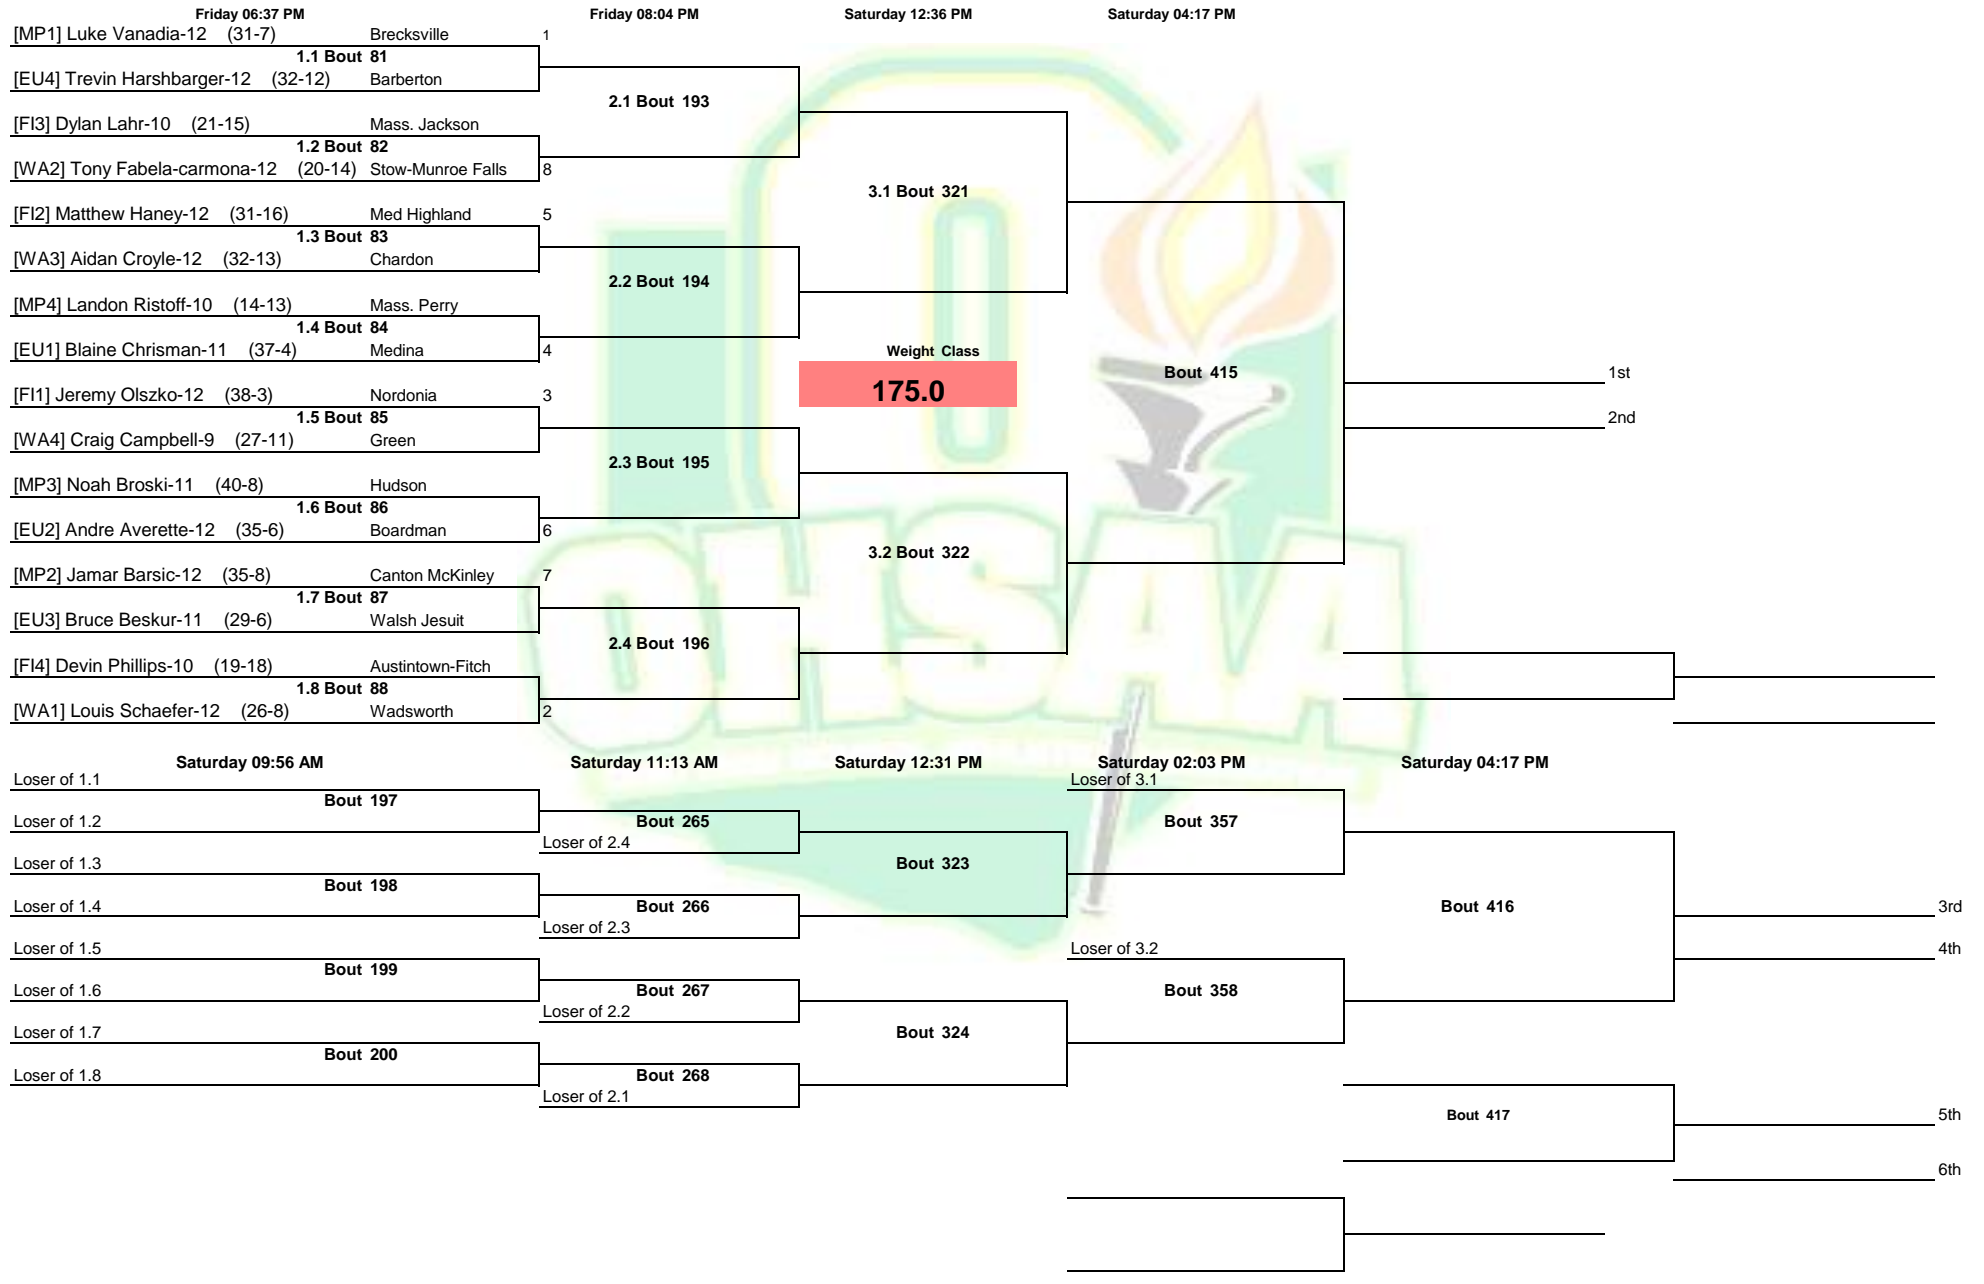 Friday 06:37 PM Friday 08:04 PM Saturday 12:36 PM Saturday 04:17 PM
[MP1] Luke Vanadia-12 (31-7) Brecksville 1
1.1 Bout 81
[EU4] Trevin Harshbarger-12 (32-12) Barberton
2.1 Bout 193
[FI3] Dylan Lahr-10 (21-15) Mass. Jackson
1.2 Bout 82
[WA2] Tony Fabela-carmona-12 (20-14) Stow-Munroe Falls 8
3.1 Bout 321
[FI2] Matthew Haney-12 (31-16) Med Highland 5
1.3 Bout 83
[WA3] Aidan Croyle-12 (32-13) Chardon
2.2 Bout 194
[MP4] Landon Ristoff-10 (14-13) Mass. Perry
1.4 Bout 84
[EU1] Blaine Chrisman-11 (37-4) Medina 4
Weight Class
175.0
Bout 415
1st
[FI1] Jeremy Olszko-12 (38-3) Nordonia 3
1.5 Bout 85
2nd
[WA4] Craig Campbell-9 (27-11) Green
2.3 Bout 195
[MP3] Noah Broski-11 (40-8) Hudson
1.6 Bout 86
[EU2] Andre Averette-12 (35-6) Boardman 6
3.2 Bout 322
[MP2] Jamar Barsic-12 (35-8) Canton McKinley 7
1.7 Bout 87
[EU3] Bruce Beskur-11 (29-6) Walsh Jesuit
2.4 Bout 196
[FI4] Devin Phillips-10 (19-18) Austintown-Fitch
1.8 Bout 88
[WA1] Louis Schaefer-12 (26-8) Wadsworth 2
OHSAA
Saturday 09:56 AM Saturday 11:13 AM Saturday 12:31 PM Saturday 02:03 PM Saturday 04:17 PM
Loser of 1.1 Loser of 3.1
Bout 197
Loser of 1.2 Bout 265 Bout 357
Loser of 2.4
Loser of 1.3 Bout 323
Bout 198
Loser of 1.4 Bout 266 Bout 416 3rd
Loser of 2.3
Loser of 1.5 Loser of 3.2 4th
Bout 199
Loser of 1.6 Bout 267 Bout 358
Loser of 2.2
Loser of 1.7 Bout 324
Bout 200
Loser of 1.8 Bout 268
Loser of 2.1
Bout 417 5th
6th